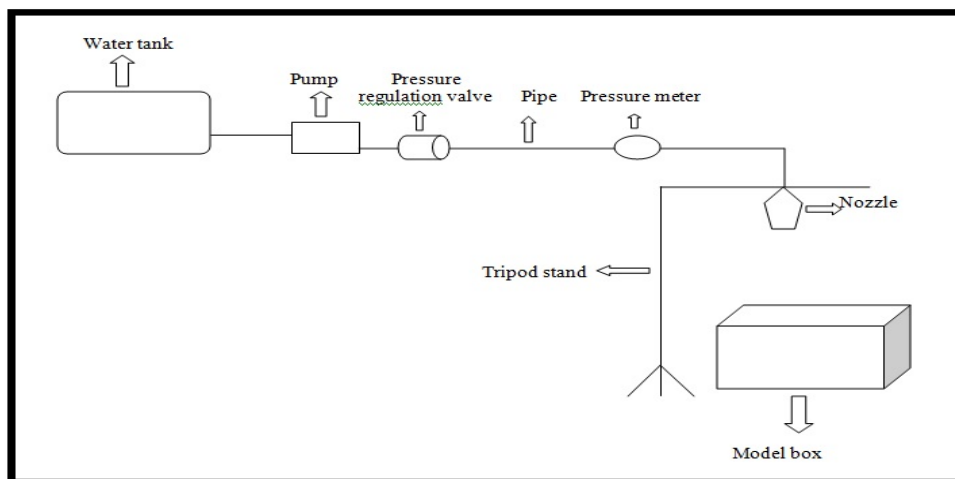 Water tank
Pump
Pressure
regulation valve
Pipe
Pressure meter
Nozzle
Tripod stand
Model box